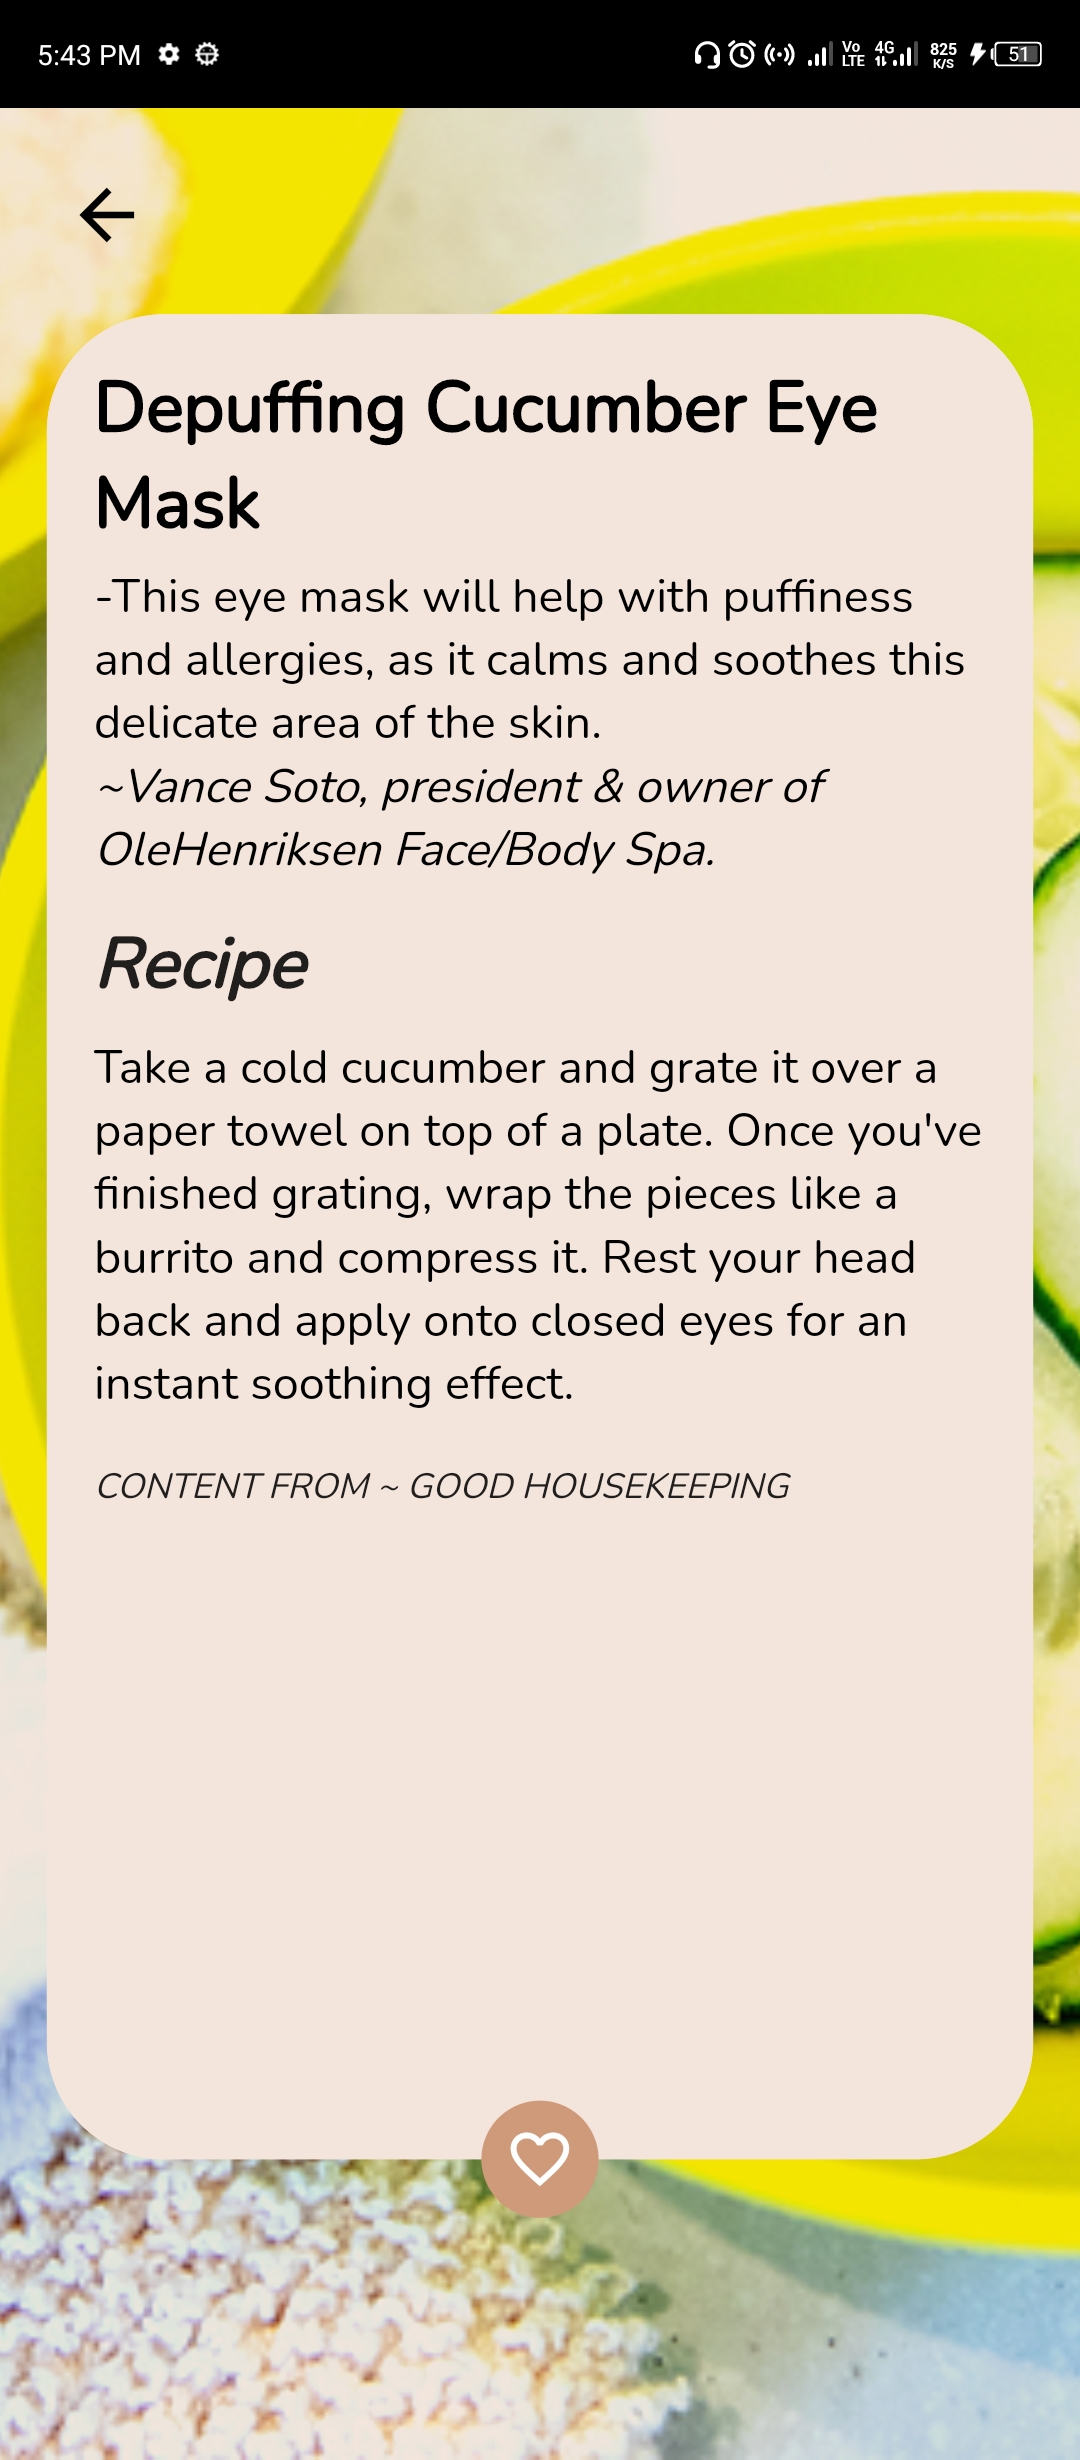 5:43 PM
Vo LTE 4G 825 K/S 51
Depuffing Cucumber Eye
Mask
-This eye mask will help with puffiness
and allergies, as it calms and soothes this
delicate area of the skin.
~Vance Soto, president & owner of
OleHenriksen Face/Body Spa.
Recipe
Take a cold cucumber and grate it over a
paper towel on top of a plate. Once you've
finished grating, wrap the pieces like a
burrito and compress it. Rest your head
back and apply onto closed eyes for an
instant soothing effect.
CONTENT FROM ~ GOOD HOUSEKEEPING